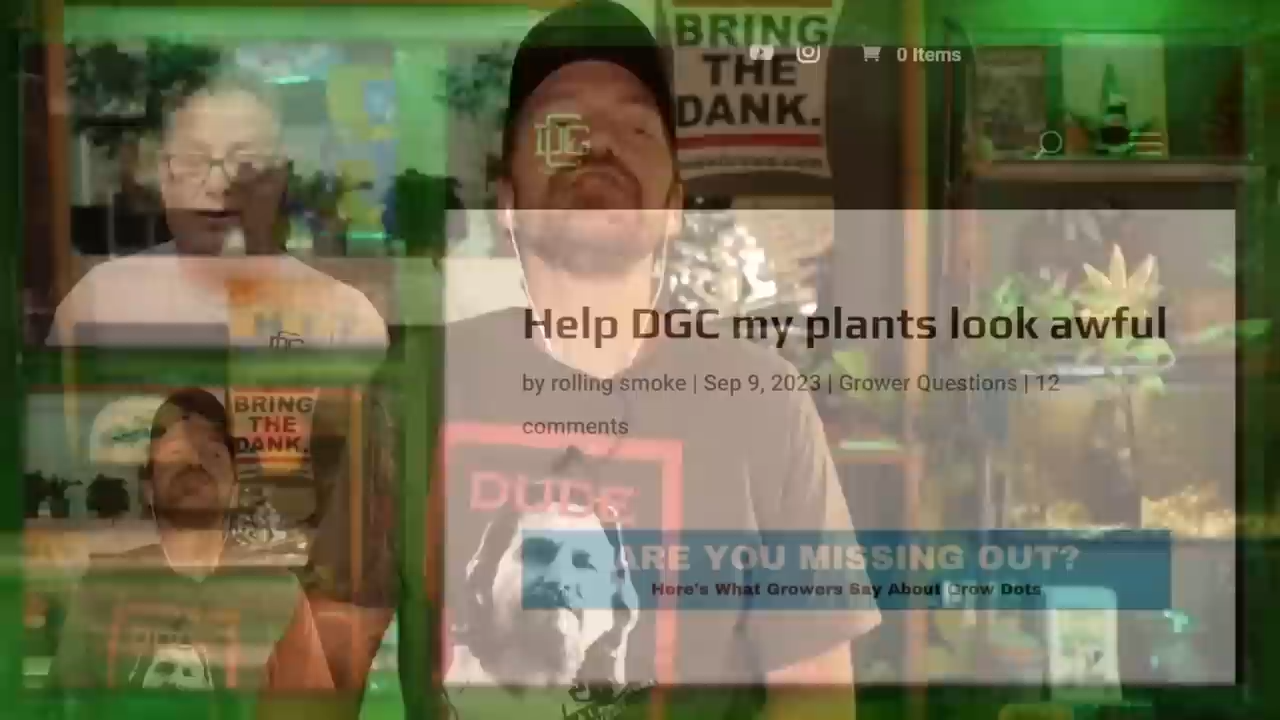 BRING
THE
DANK.
0 Items
DGC
Help DGC my plants look awful
by rolling smoke | Sep 9, 2023 | Grower Questions | 12
comments
BRING
THE
DANK.
DUDE
ARE YOU MISSING OUT?
Here's What Growers Say About Grow Dots